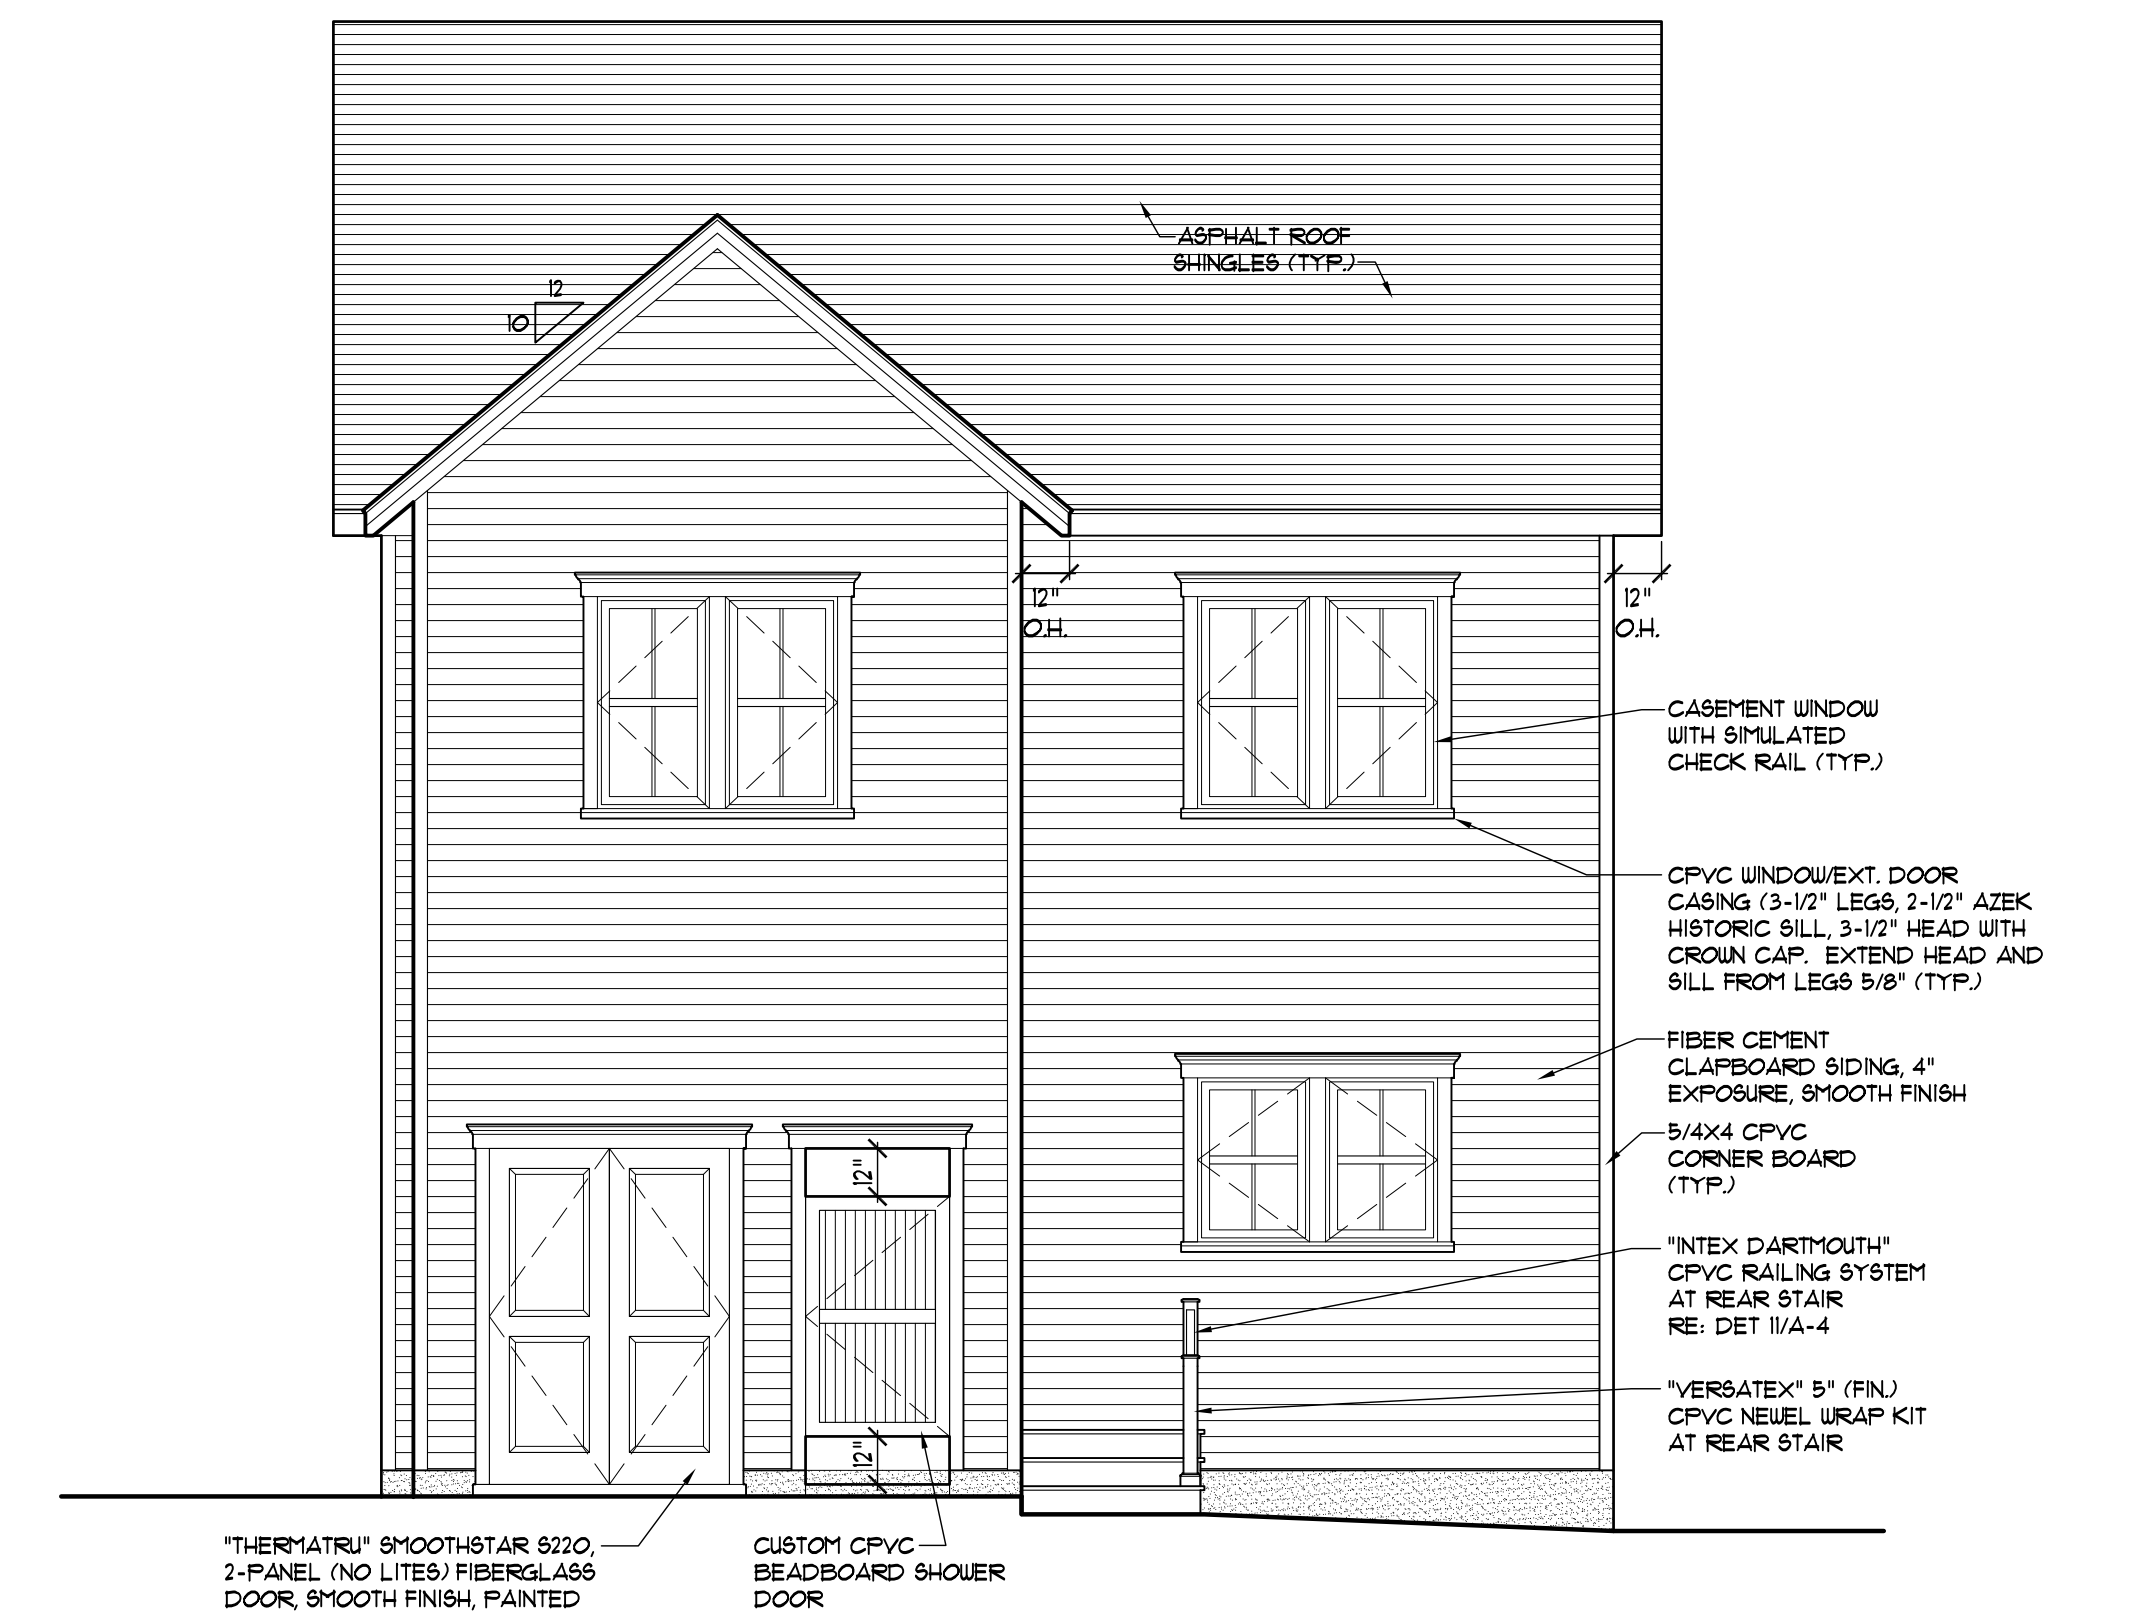 ASPHALT ROOF
SHINGLES (TYP.)
12
10
12"
O.H.
12"
O.H.
CASEMENT WINDOW
WITH SIMULATED
CHECK RAIL (TYP.)
CPVC WINDOW/EXT. DOOR
CASING (3-1/2" LEGS, 2-1/2" AZEK
HISTORIC SILL, 3-1/2" HEAD WITH
CROWN CAP. EXTEND HEAD AND
SILL FROM LEGS 5/8" (TYP.)
FIBER CEMENT
CLAPBOARD SIDING, 4"
EXPOSURE, SMOOTH FINISH
5/4X4 CPVC
CORNER BOARD
(TYP.)
12"
"INTEX DARTMOUTH"
CPVC RAILING SYSTEM
AT REAR STAIR
RE: DET 11/A-4
"VERSATEX" 5" (FIN.)
CPVC NEWEL WRAP KIT
AT REAR STAIR
12"
"THERMATRU" SMOOTHSTAR S220,
2-PANEL (NO LITES) FIBERGLASS
DOOR, SMOOTH FINISH, PAINTED
CUSTOM CPVC
BEADBOARD SHOWER
DOOR